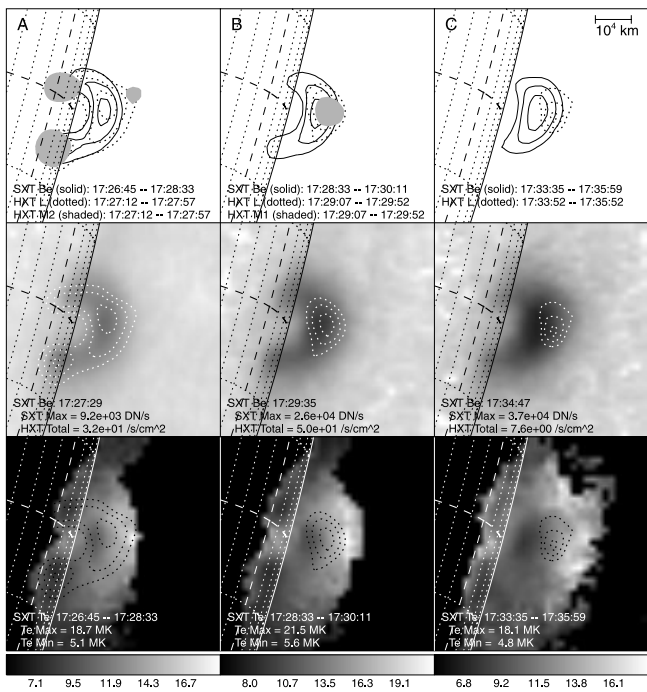 A
B
C
10^4 km
SXT Be (solid): 17:26:45 -- 17:28:33
HXT L (dotted): 17:27:12 -- 17:27:57
HXT M2 (shaded): 17:27:12 -- 17:27:57
SXT Be (solid): 17:28:33 -- 17:30:11
HXT L (dotted): 17:29:07 -- 17:29:52
HXT M1 (shaded): 17:29:07 -- 17:29:52
SXT Be (solid): 17:33:35 -- 17:35:59
HXT L (dotted): 17:33:52 -- 17:35:52
SXT Be: 17:27:29
SXT Max = 9.2e+03 DN/s
HXT Total = 3.2e+01 /s/cm^2
SXT Be: 17:29:35
SXT Max = 2.6e+04 DN/s
HXT Total = 5.0e+01 /s/cm^2
SXT Be: 17:34:47
SXT Max = 3.7e+04 DN/s
HXT Total = 7.6e+00 /s/cm^2
SXT Te: 17:26:45 -- 17:28:33
Te Max = 18.7 MK
Te Min = 5.1 MK
SXT Te: 17:28:33 -- 17:30:11
Te Max = 21.5 MK
Te Min = 5.6 MK
SXT Te: 17:33:35 -- 17:35:59
Te Max = 18.1 MK
Te Min = 4.8 MK
7.1 9.5 11.9 14.3 16.7
8.0 10.7 13.5 16.3 19.1
6.8 9.2 11.5 13.8 16.1